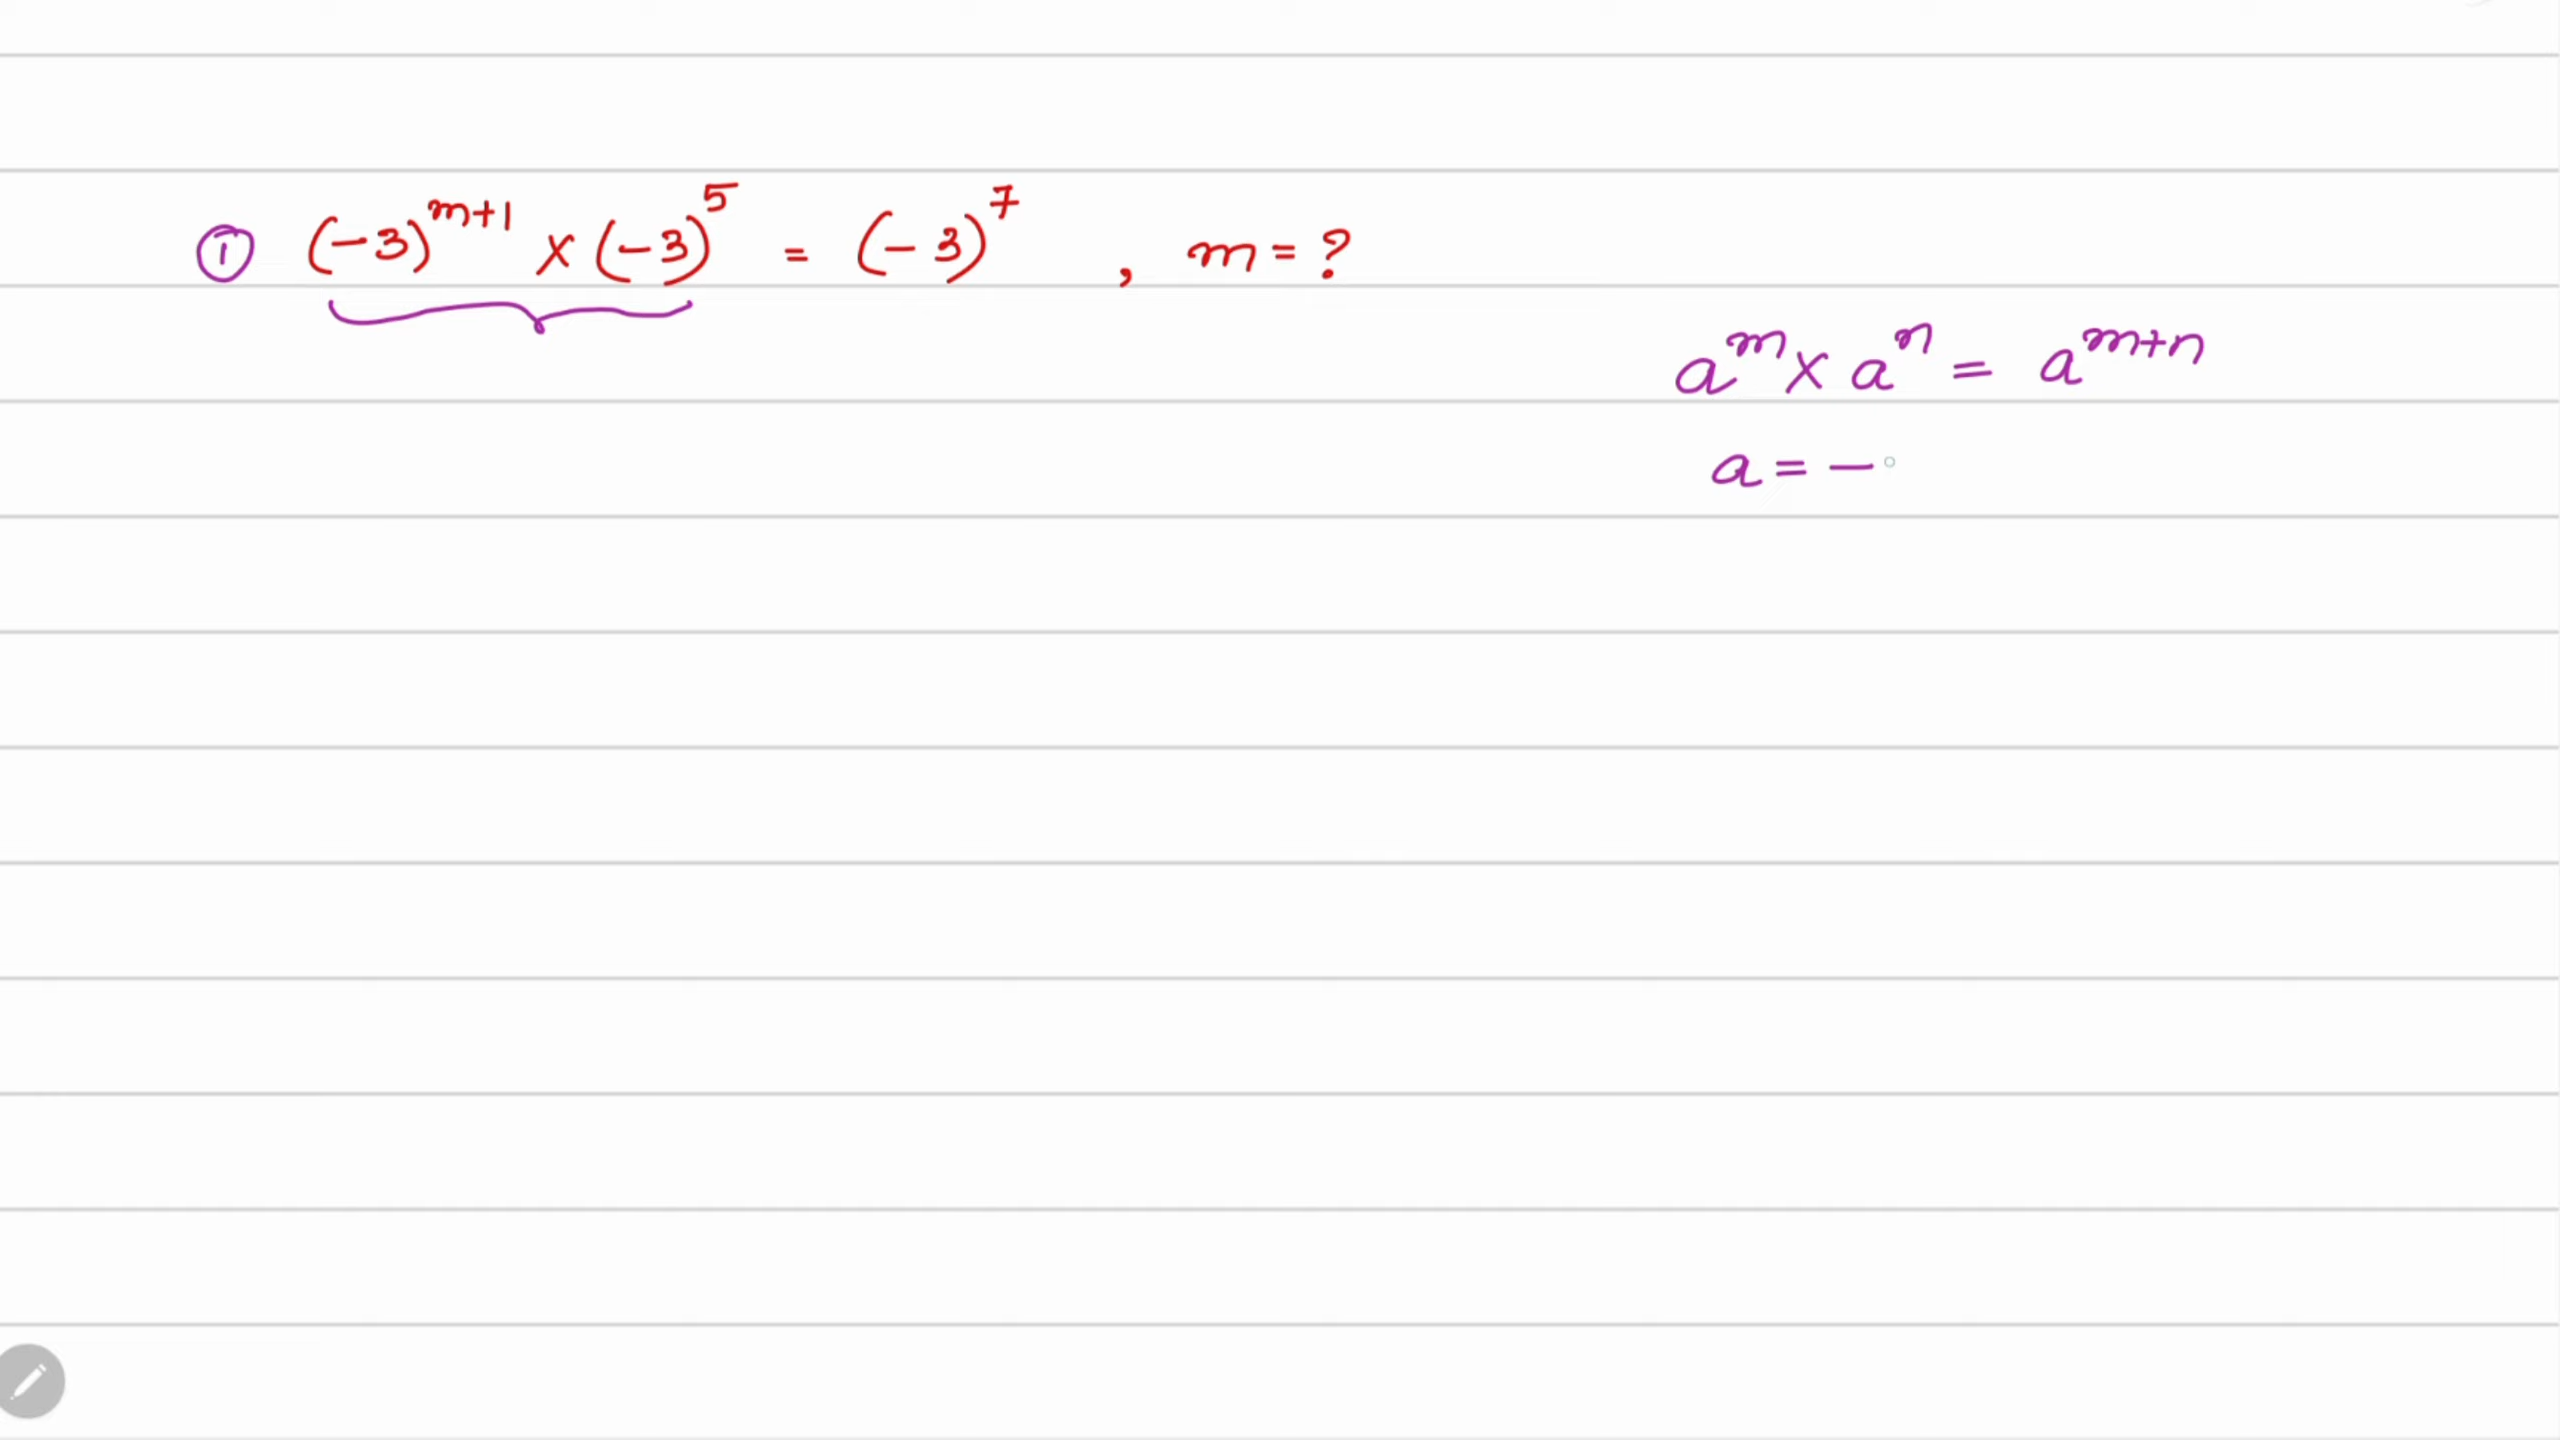 ① (-3)^{m+1} × (-3)^5 = (-3)^7 , m = ?
a^m × a^n = a^{m+n}
a = -